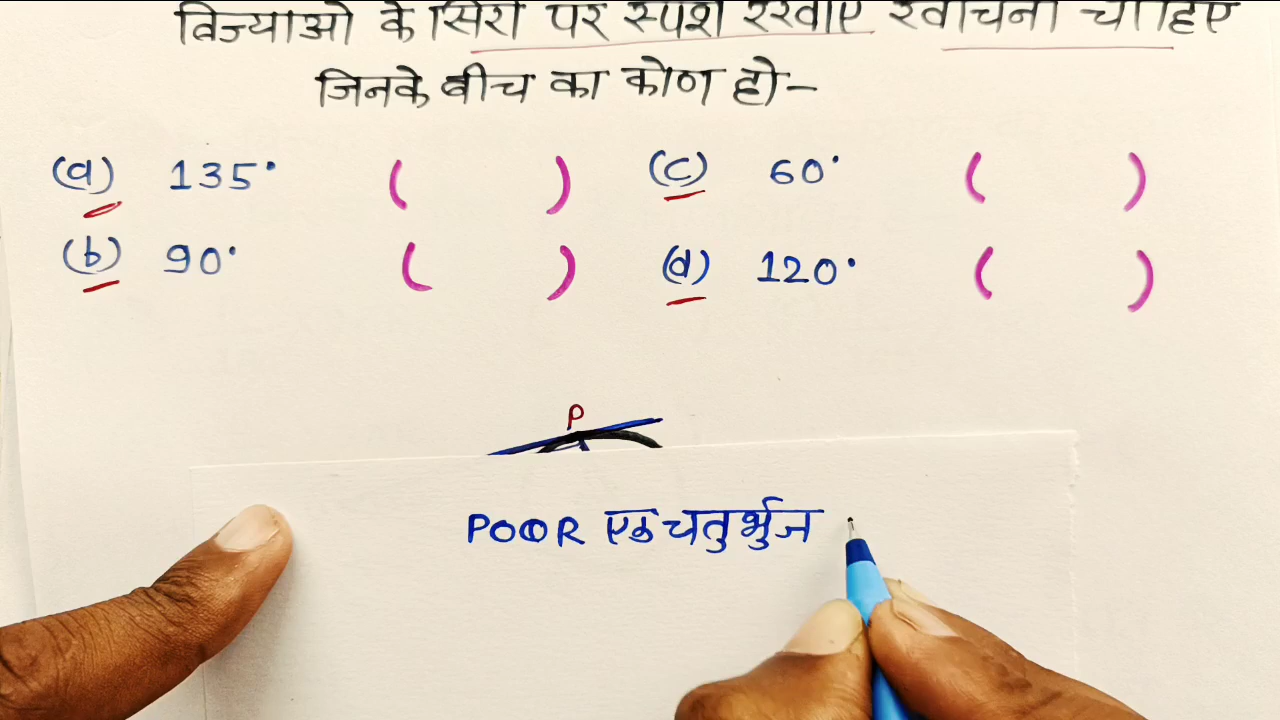 त्रिज्याओ के सिरों पर स्पर्श रेखाएं खींचनी चाहिए
जिनके बीच का कोण हो-
(a) 135° ( ) (c) 60° ( )
(b) 90° ( ) (d) 120° ( )
P
POQR एक चतुर्भुज